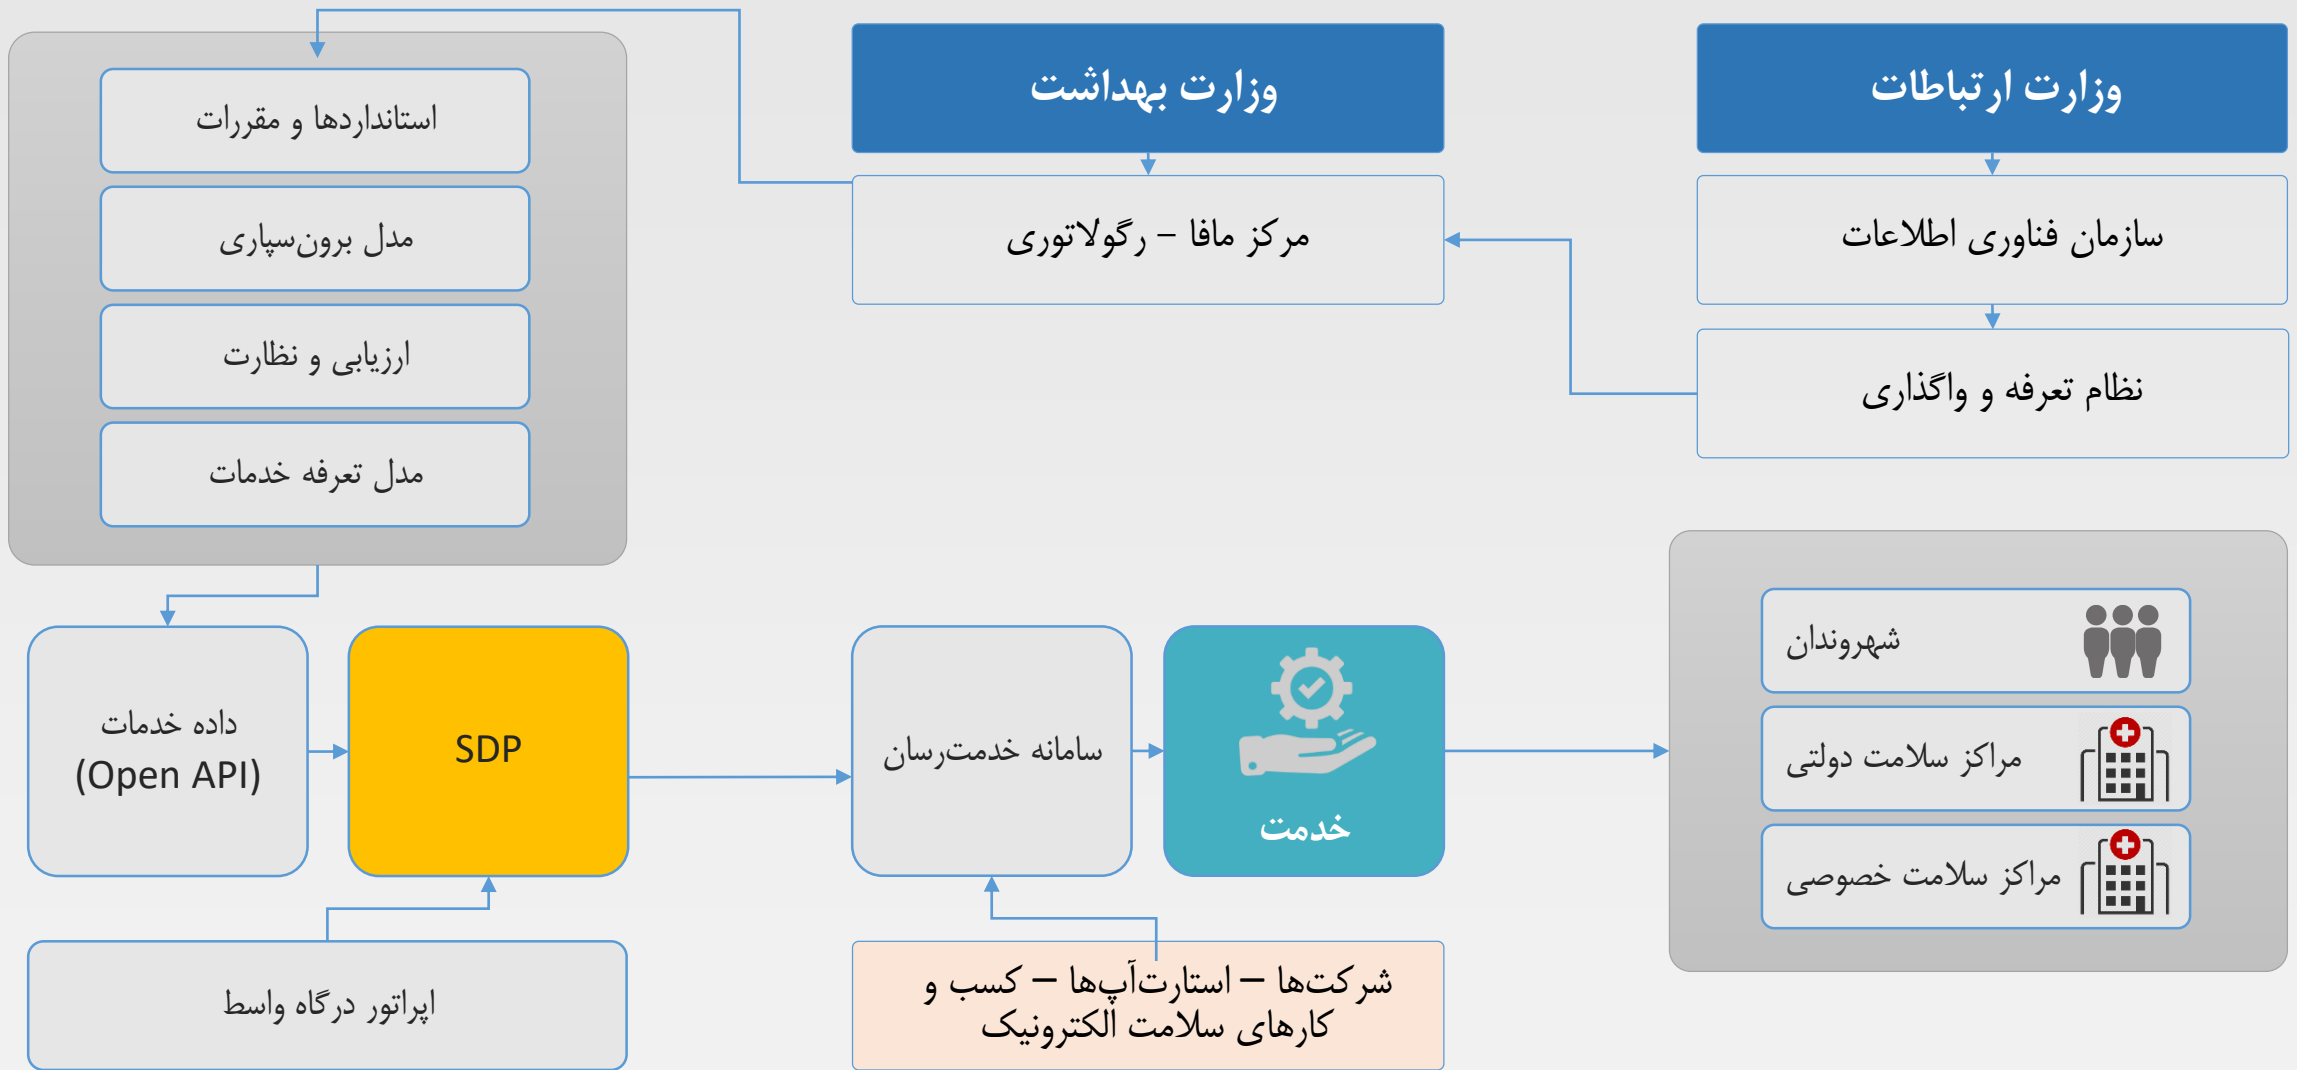 وزارت ارتباطات
سازمان فناوری اطلاعات
نظام تعرفه و واگذاری
وزارت بهداشت
مرکز مافا – رگولاتوری
استانداردها و مقررات
مدل برون‌سپاری
ارزیابی و نظارت
مدل تعرفه خدمات
داده خدمات
(Open API)
SDP
اپراتور درگاه واسط
سامانه خدمت‌رسان
خدمت
شرکت‌ها – استارت‌آپ‌ها – کسب و
کارهای سلامت الکترونیک
شهروندان
مراکز سلامت دولتی
مراکز سلامت خصوصی